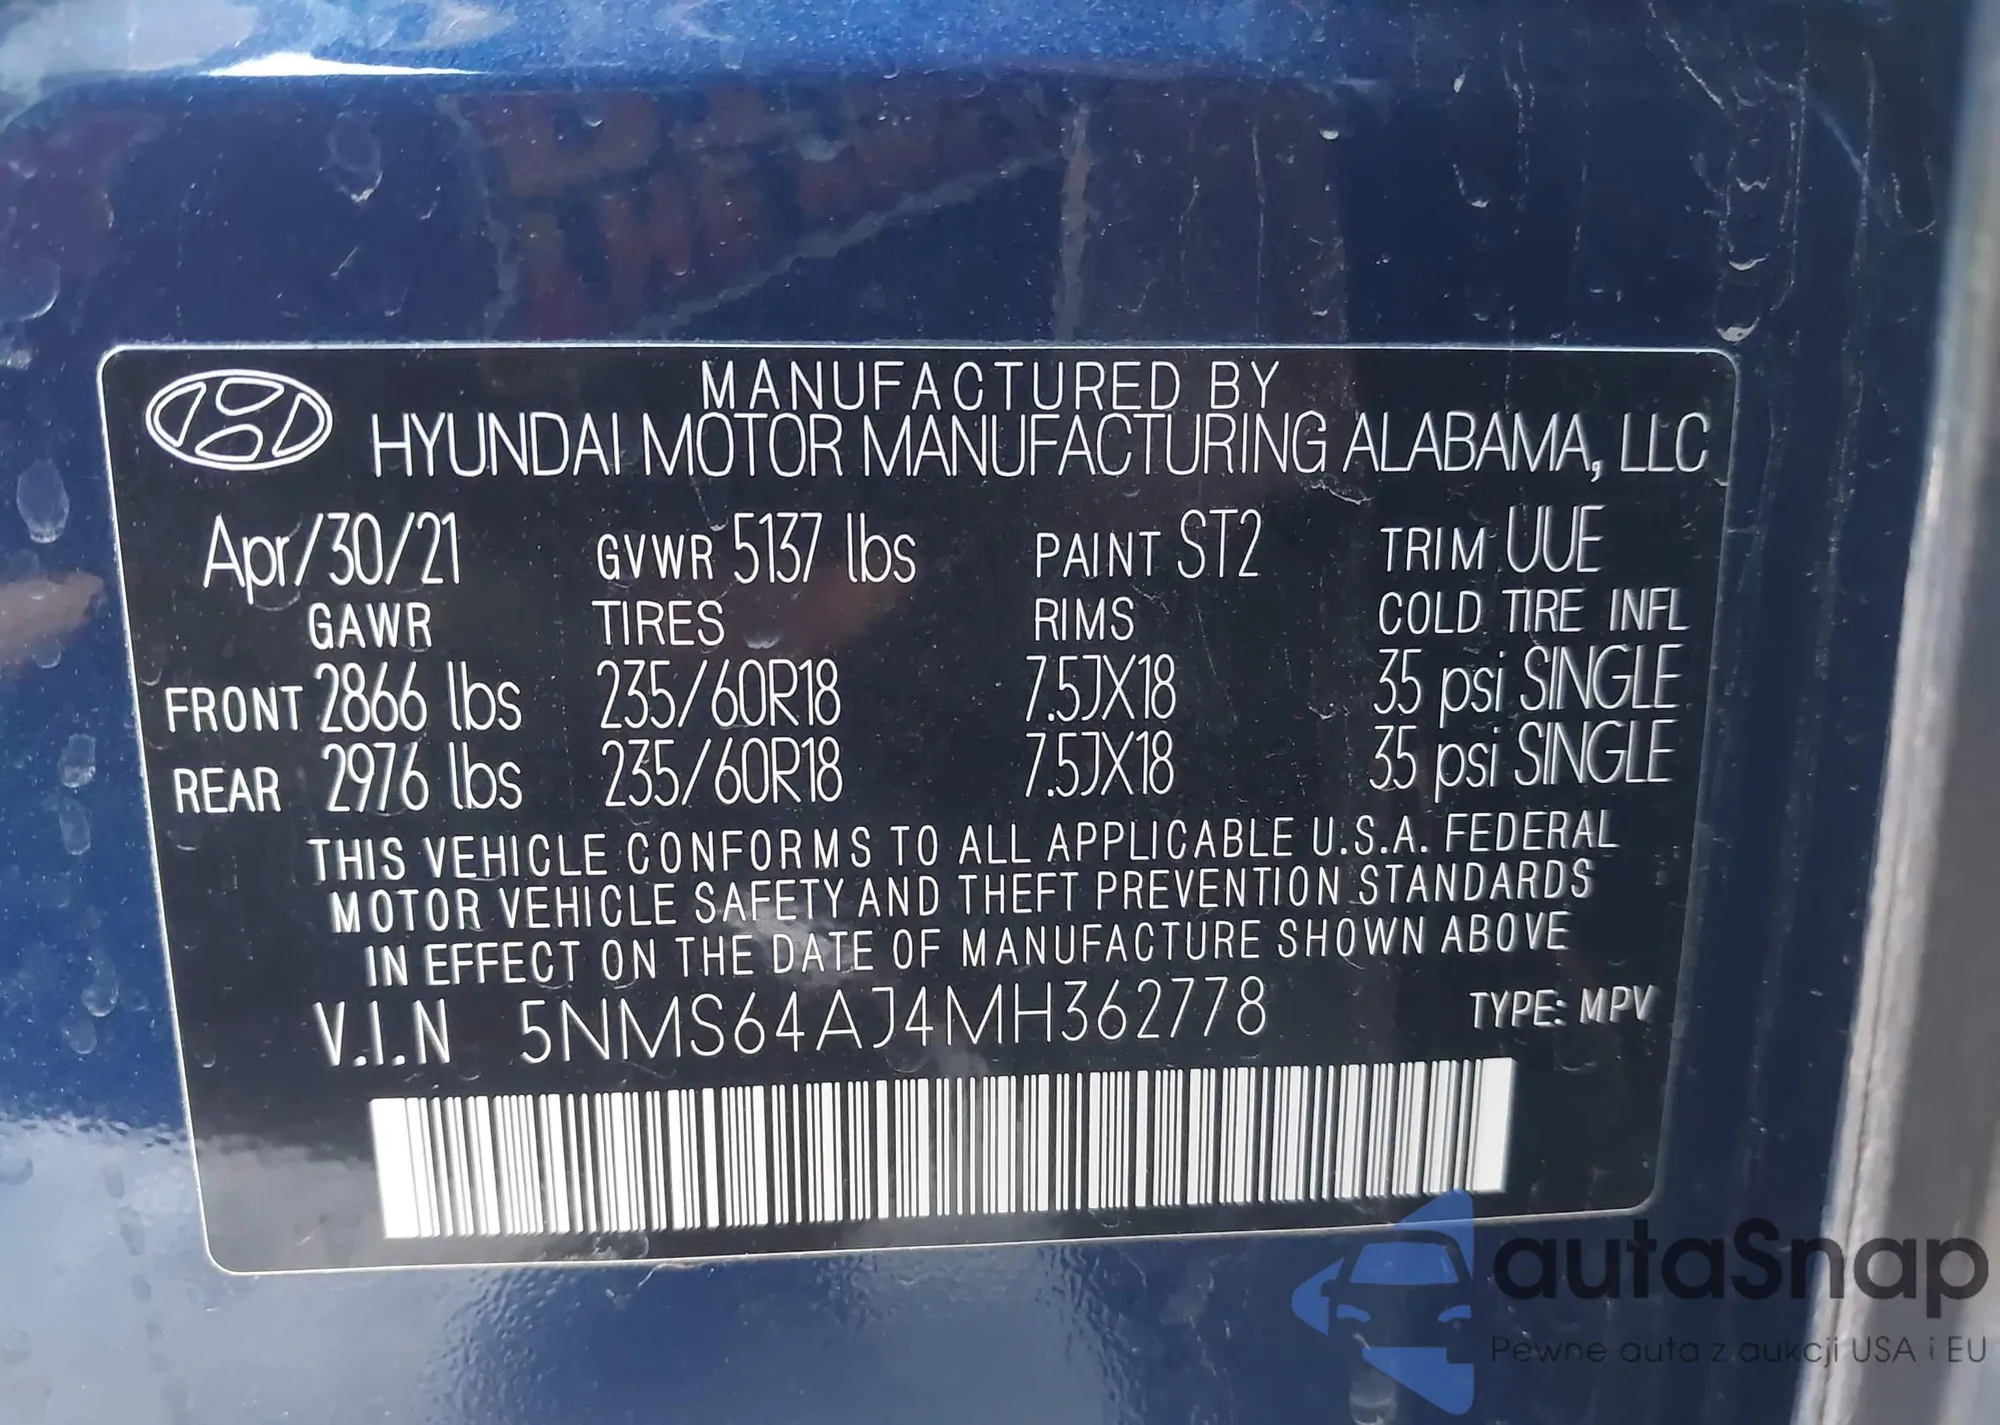 MANUFACTURED BY
HYUNDAI MOTOR MANUFACTURING ALABAMA, LLC
Apr/30/21 GVWR 5137 lbs PAINT ST2 TRIM UUE
GAWR TIRES RIMS COLD TIRE INFL
FRONT 2866 lbs 235/60R18 7.5JX18 35 psi SINGLE
REAR 2976 lbs 235/60R18 7.5JX18 35 psi SINGLE
THIS VEHICLE CONFORMS TO ALL APPLICABLE U.S.A. FEDERAL
MOTOR VEHICLE SAFETY AND THEFT PREVENTION STANDARDS
IN EFFECT ON THE DATE OF MANUFACTURE SHOWN ABOVE
V.I.N 5NMS64AJ4MH362778 TYPE: MPV
autaSnap
Pewne auta z aukcji USA i EU